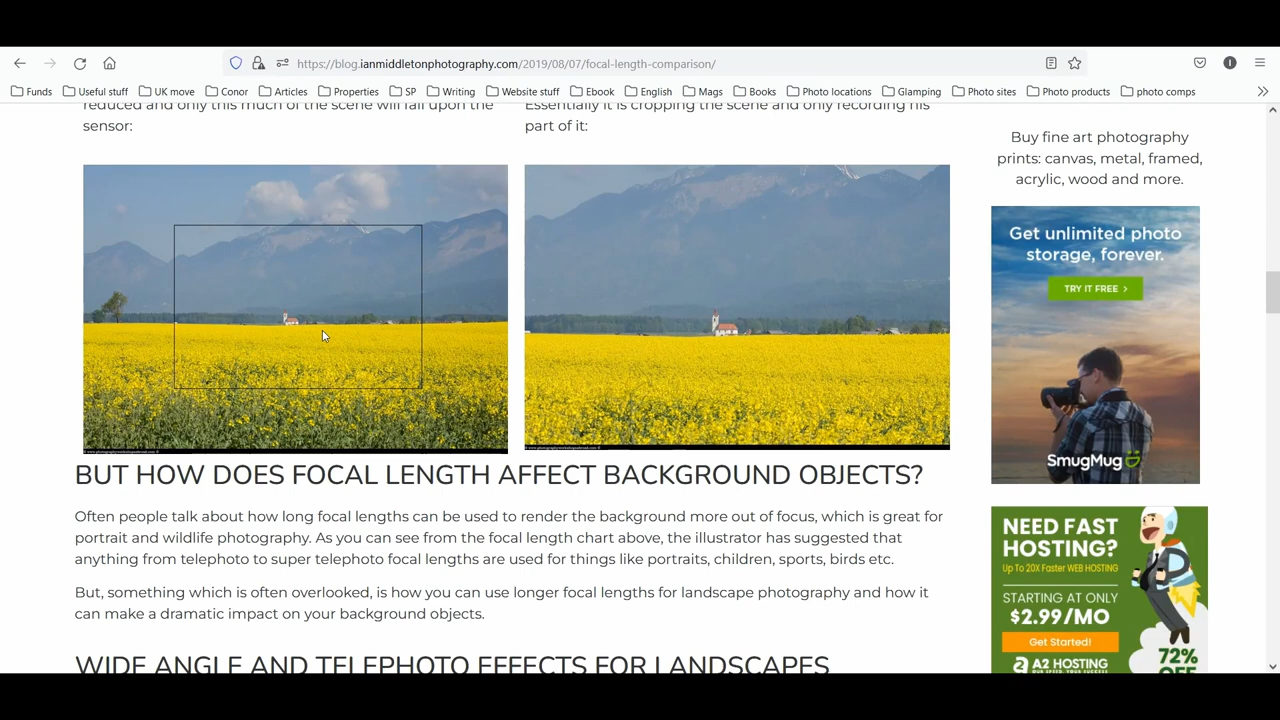 https://blog.ianmiddletonphotography.com/2019/08/07/focal-length-comparison/
Funds Useful stuff UK move Conor Articles Properties SP Writing Website stuff Ebook English Mags Books Photo locations Glamping Photo sites Photo products photo comps
reduced and only this much of the scene will fall upon the
sensor:
Essentially it is cropping the scene and only recording his
part of it:
BUT HOW DOES FOCAL LENGTH AFFECT BACKGROUND OBJECTS?
Often people talk about how long focal lengths can be used to render the background more out of focus, which is great for
portrait and wildlife photography. As you can see from the focal length chart above, the illustrator has suggested that
anything from telephoto to super telephoto focal lengths are used for things like portraits, children, sports, birds etc.
But, something which is often overlooked, is how you can use longer focal lengths for landscape photography and how it
can make a dramatic impact on your background objects.
WIDE ANGLE AND TELEPHOTO EFFECTS FOR LANDSCAPES
Buy fine art photography
prints: canvas, metal, framed,
acrylic, wood and more.
Get unlimited photo
storage, forever.
TRY IT FREE >
SmugMug
NEED FAST
HOSTING?
Up To 20X Faster WEB HOSTING
STARTING AT ONLY
$2.99/MO
Get Started!
A2 HOSTING
72%
OFF